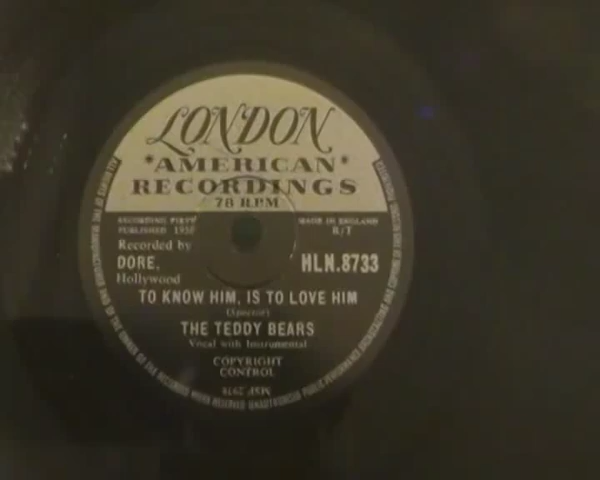 LONDON
*AMERICAN*
RECORDINGS
78 RPM
RECORDING FIRST
PUBLISHED 1958
MADE IN ENGLAND
R/T
Recorded by
DORE,
Hollywood
HLN.8733
TO KNOW HIM, IS TO LOVE HIM
(Spector)
THE TEDDY BEARS
Vocal with Instrumental
COPYRIGHT
CONTROL